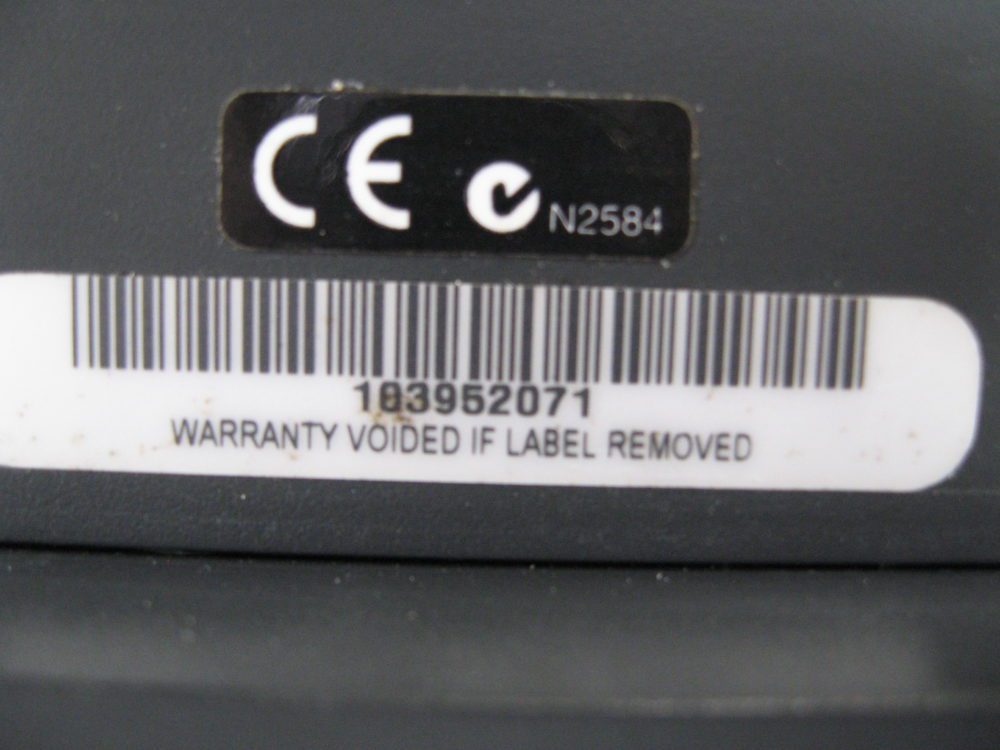 CE N2584
103952071
WARRANTY VOIDED IF LABEL REMOVED